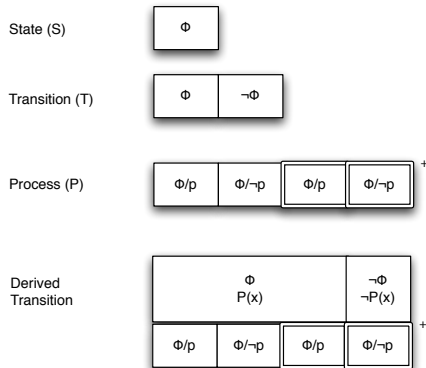 State (S)
Φ
Transition (T)
Φ ¬Φ
Process (P)
Φ/p Φ/¬p Φ/p Φ/¬p +
Derived
Transition
Φ ¬Φ
P(x) ¬P(x)
Φ/p Φ/¬p Φ/p Φ/¬p +